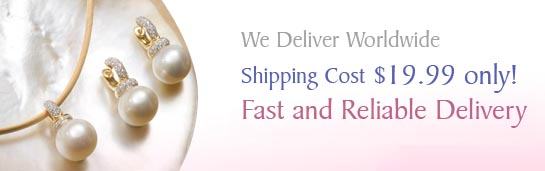 We Deliver Worldwide
Shipping Cost $19.99 only!
Fast and Reliable Delivery